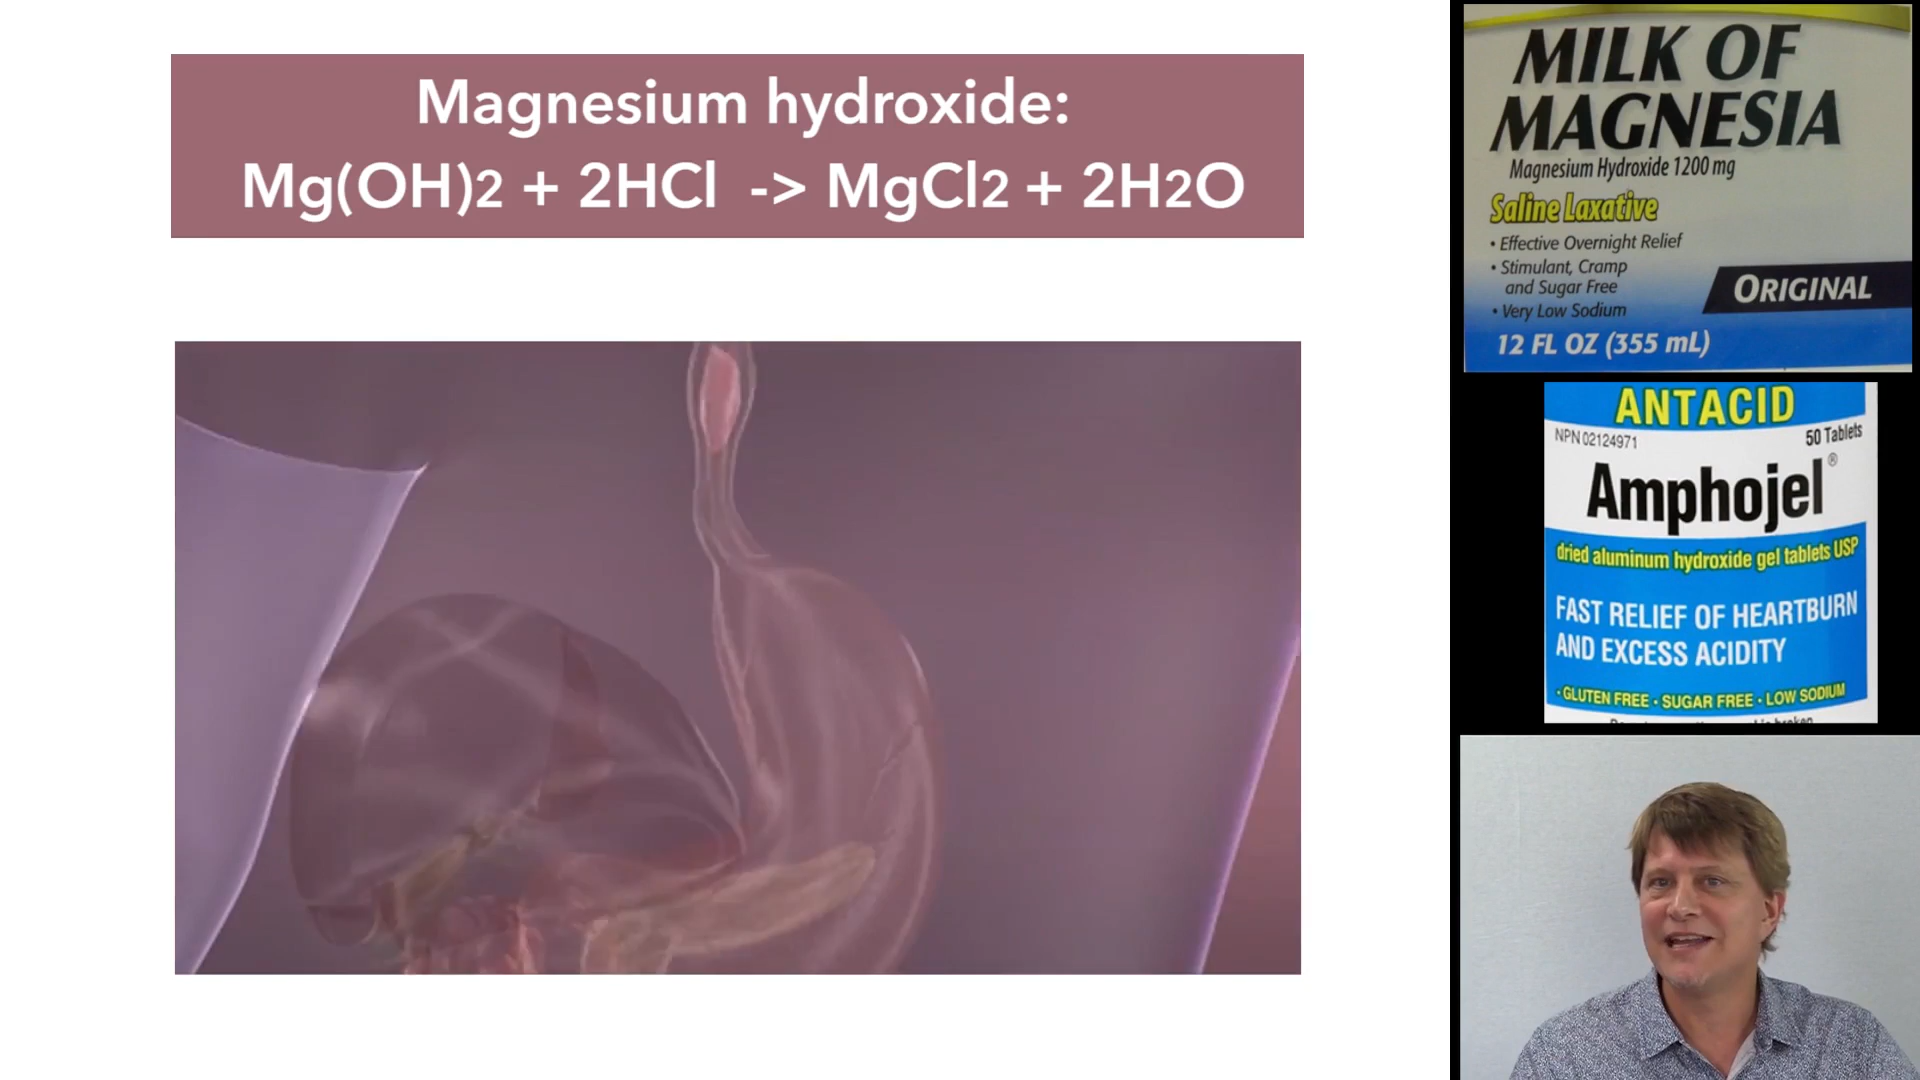 Magnesium hydroxide:
Mg(OH)2 + 2HCl -> MgCl2 + 2H2O
MILK OF
MAGNESIA
Magnesium Hydroxide 1200 mg
Saline Laxative
• Effective Overnight Relief
• Stimulant, Cramp
and Sugar Free
• Very Low Sodium
ORIGINAL
12 FL OZ (355 mL)
ANTACID
NPN 02124971
50 Tablets
Amphojel®
dried aluminum hydroxide gel tablets USP
FAST RELIEF OF HEARTBURN
AND EXCESS ACIDITY
• GLUTEN FREE • SUGAR FREE • LOW SODIUM